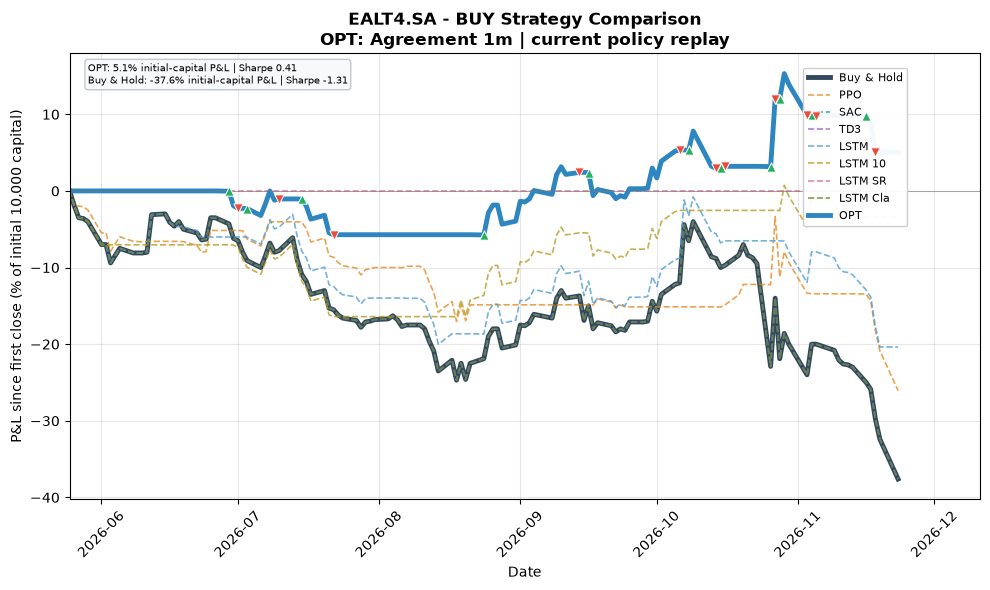 EALT4.SA - BUY Strategy Comparison
OPT: Agreement 1m | current policy replay
OPT: 5.1% initial-capital P&L | Sharpe 0.41
Buy & Hold: -37.6% initial-capital P&L | Sharpe -1.31
Buy & Hold
PPO
SAC
TD3
LSTM
LSTM 10
LSTM SR
LSTM Cla
OPT
P&L since first close (% of initial 10,000 capital)
10
0
−10
−20
−30
−40
2026-06
2026-07
2026-08
2026-09
2026-10
2026-11
2026-12
Date